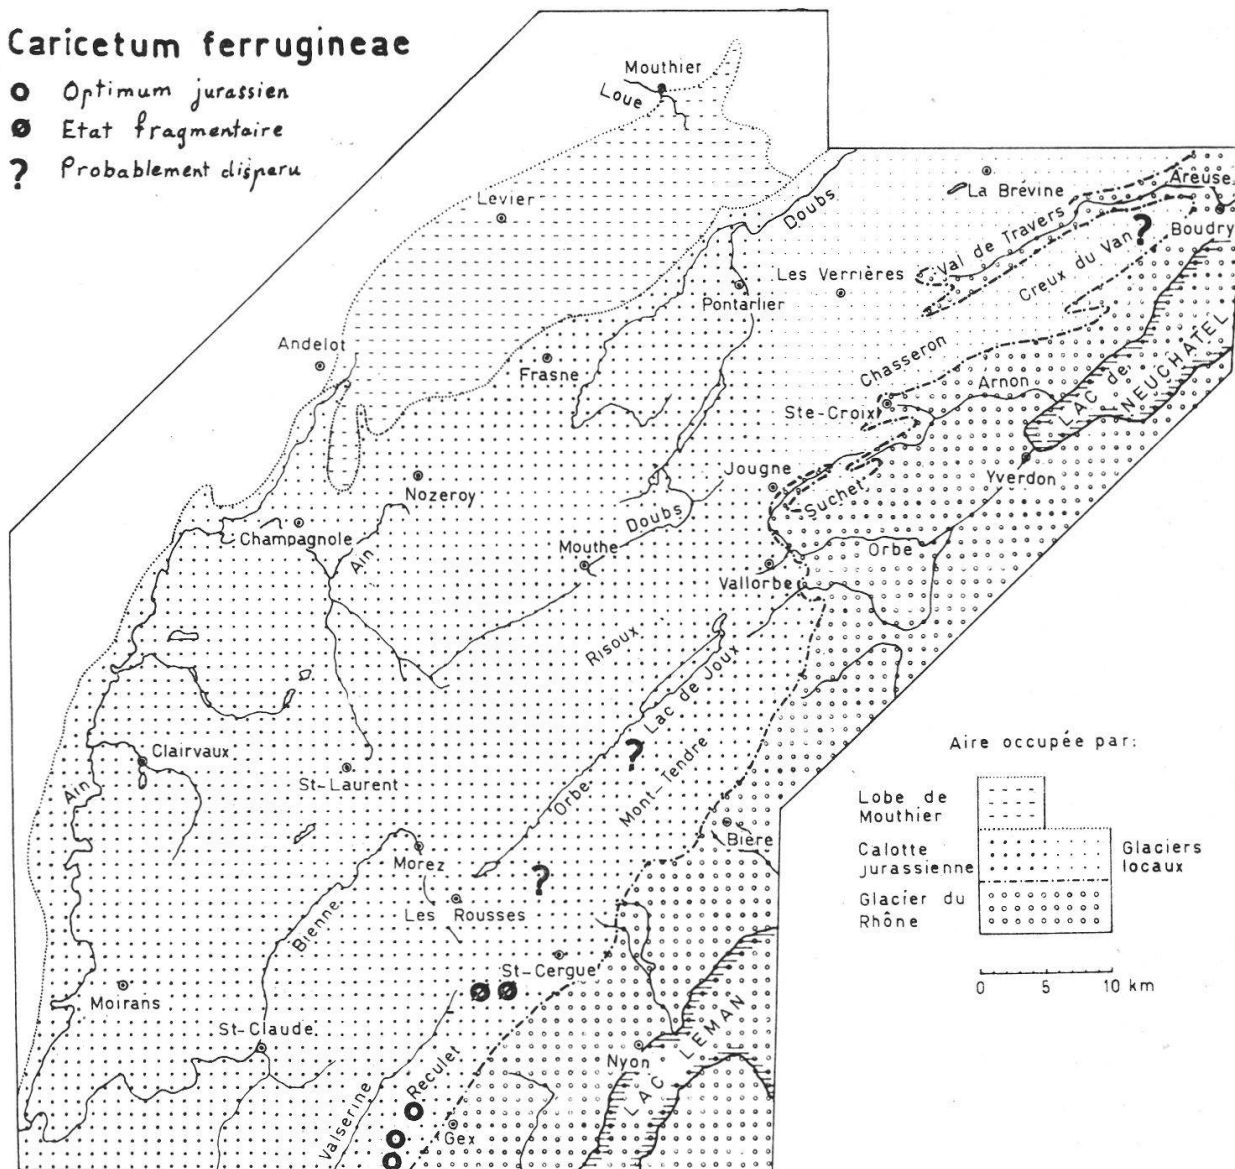 Caricetum ferrugineae
Optimum jurassien
Etat fragmentaire
? Probablement disparu
Mouthier
Loue
Levier
Doubs
La Brévine
Areuse
Boudry
Val de Travers
?
Creux du Van
Les Verrières
Pontarlier
Andelot
Frasne
Chasseron
Arnon
Ste-Croix
LAC de NEUCHATEL
Yverdon
Jougne
Suchet
Nozeroy
Doubs
Champagnole
Ain
Mouthe
Orbe
Vallorbe
Risoux
Lac de Joux
?
Mont-Tendre
Orbe
Clairvaux
Ain
St-Laurent
Bière
Morez
?
Les Rousses
Bienne
St-Cergue
Moirans
St-Claude
Nyon
LAC LEMAN
Reculet
Valserine
Gex
Aire occupée par:
Lobe de
Mouthier
Calotte
jurassienne
Glaciers
locaux
Glacier du
Rhône
0 5 10 km